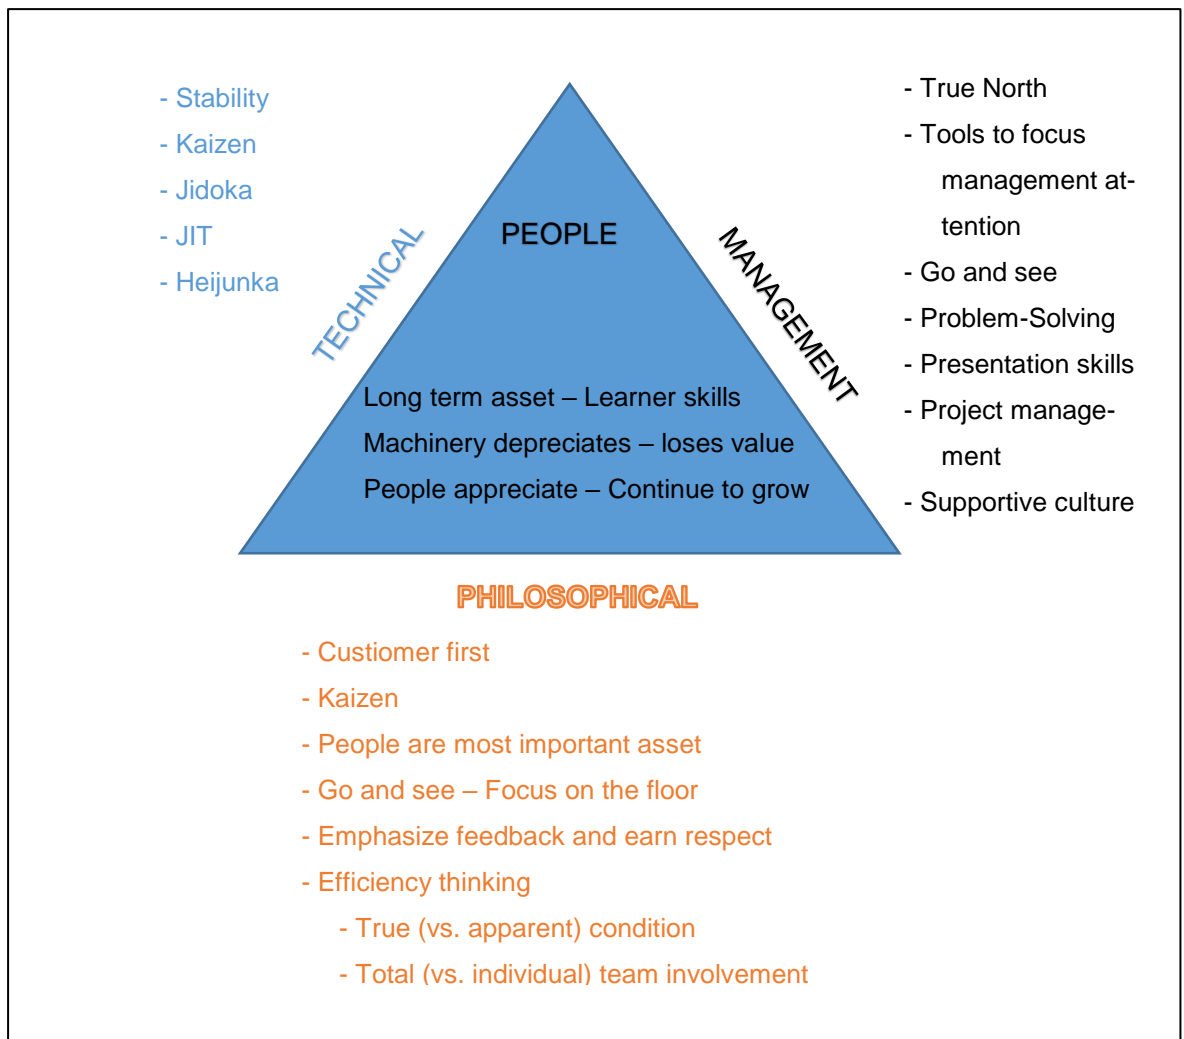 - Stability
- Kaizen
- Jidoka
- JIT
- Heijunka
TECHNICAL
PEOPLE
Long term asset – Learner skills
Machinery depreciates – loses value
People appreciate – Continue to grow
MANAGEMENT
- True North
- Tools to focus
management at-
tention
- Go and see
- Problem-Solving
- Presentation skills
- Project manage-
ment
- Supportive culture
PHILOSOPHICAL
- Custiomer first
- Kaizen
- People are most important asset
- Go and see – Focus on the floor
- Emphasize feedback and earn respect
- Efficiency thinking
- True (vs. apparent) condition
- Total (vs. individual) team involvement